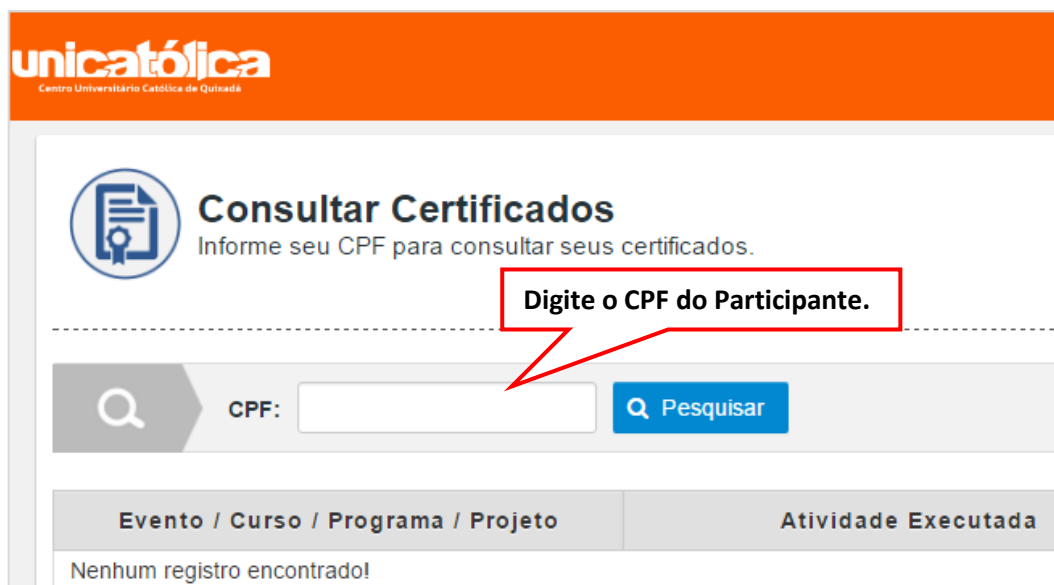 unicatólica
Centro Universitário Católica de Quixadá
Consultar Certificados
Informe seu CPF para consultar seus certificados.
Digite o CPF do Participante.
CPF:
Pesquisar
Evento / Curso / Programa / Projeto
Atividade Executada
Nenhum registro encontrado!